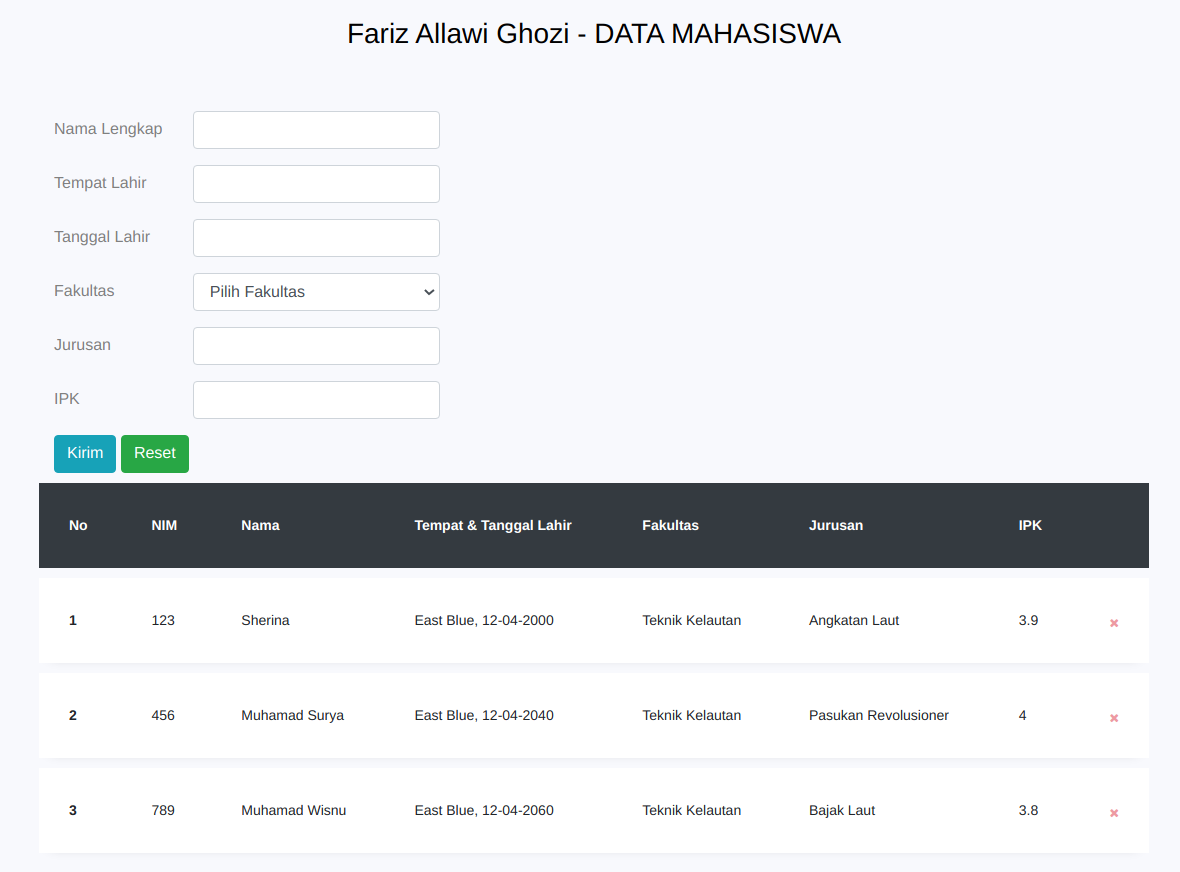 Fariz Allawi Ghozi - DATA MAHASISWA
Nama Lengkap
Tempat Lahir
Tanggal Lahir
Fakultas Pilih Fakultas
Jurusan
IPK
Kirim Reset
No NIM Nama Tempat & Tanggal Lahir Fakultas Jurusan IPK
1 123 Sherina East Blue, 12-04-2000 Teknik Kelautan Angkatan Laut 3.9
2 456 Muhamad Surya East Blue, 12-04-2040 Teknik Kelautan Pasukan Revolusioner 4
3 789 Muhamad Wisnu East Blue, 12-04-2060 Teknik Kelautan Bajak Laut 3.8